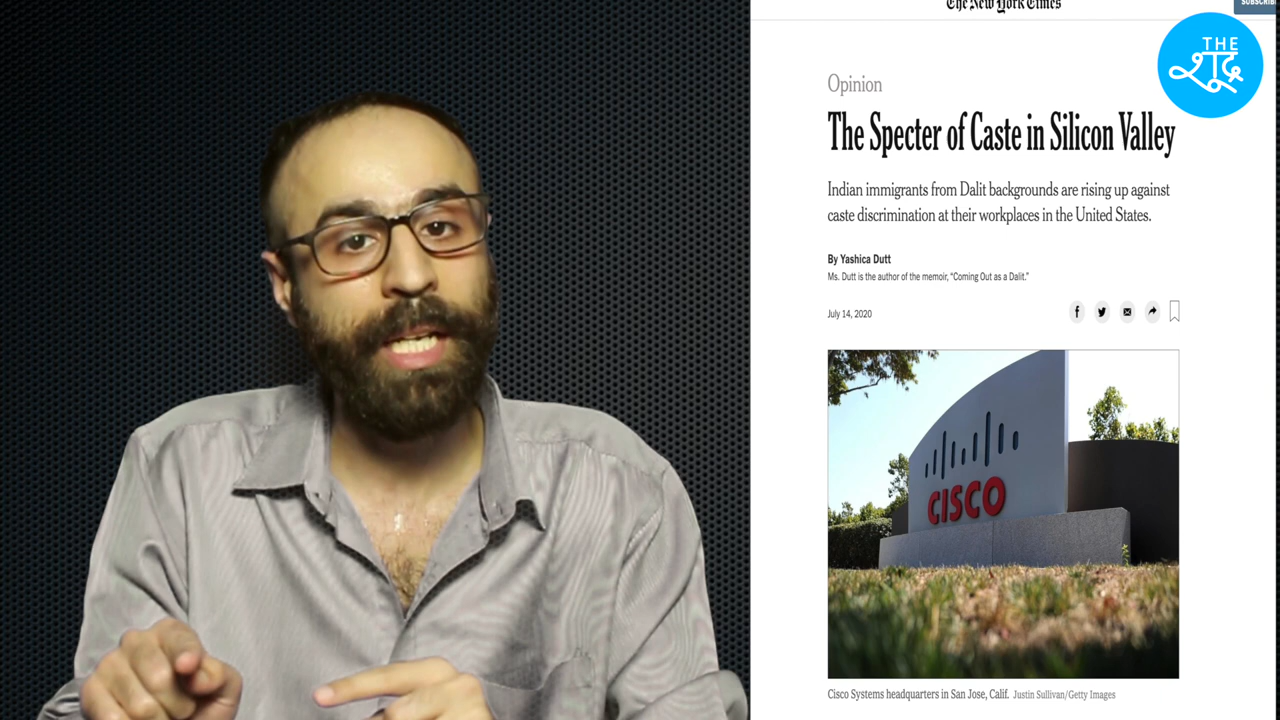 The New York Times
SUBSCRIBE
THE
शूद्र
Opinion
The Specter of Caste in Silicon Valley
Indian immigrants from Dalit backgrounds are rising up against
caste discrimination at their workplaces in the United States.
By Yashica Dutt
Ms. Dutt is the author of the memoir, “Coming Out as a Dalit.”
July 14, 2020
CISCO
Cisco Systems headquarters in San Jose, Calif. Justin Sullivan/Getty Images